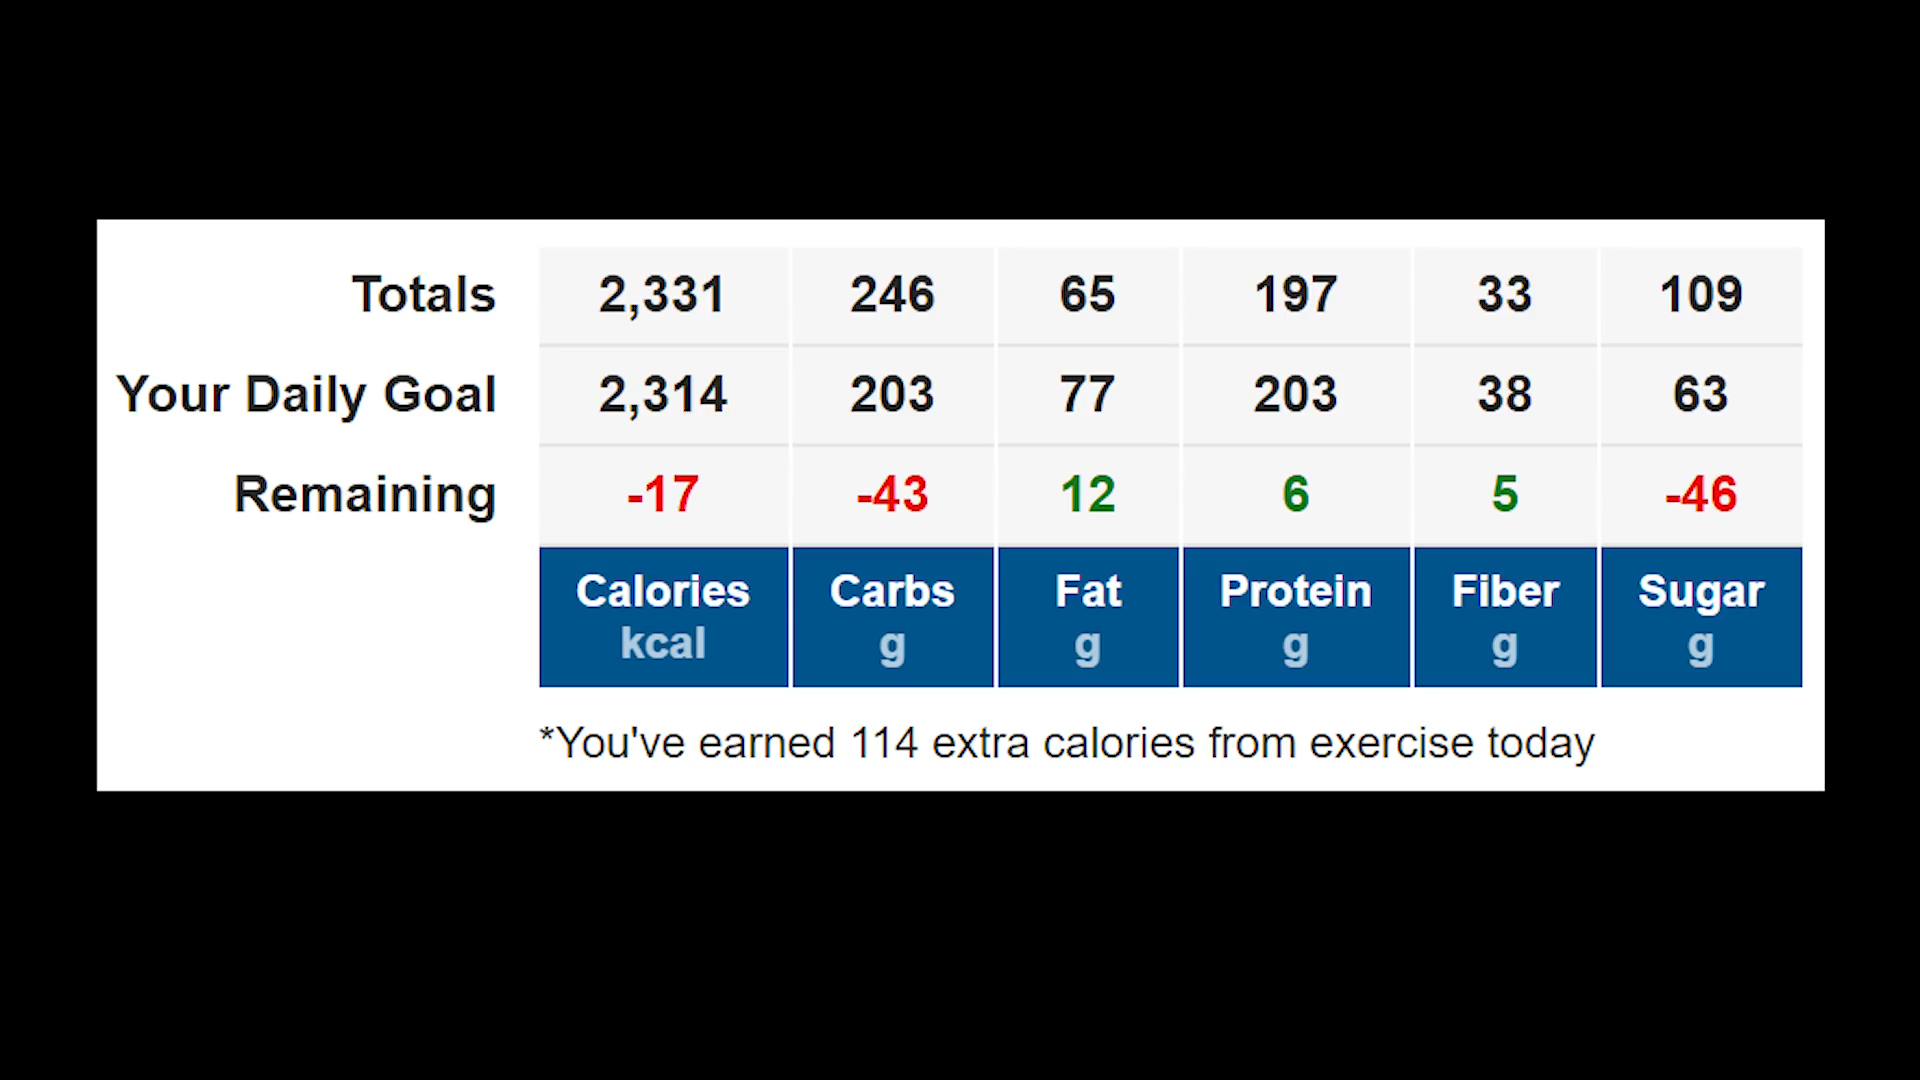 Totals 2,331 246 65 197 33 109
Your Daily Goal 2,314 203 77 203 38 63
Remaining -17 -43 12 6 5 -46
Calories Carbs Fat Protein Fiber Sugar
kcal g g g g g
*You've earned 114 extra calories from exercise today